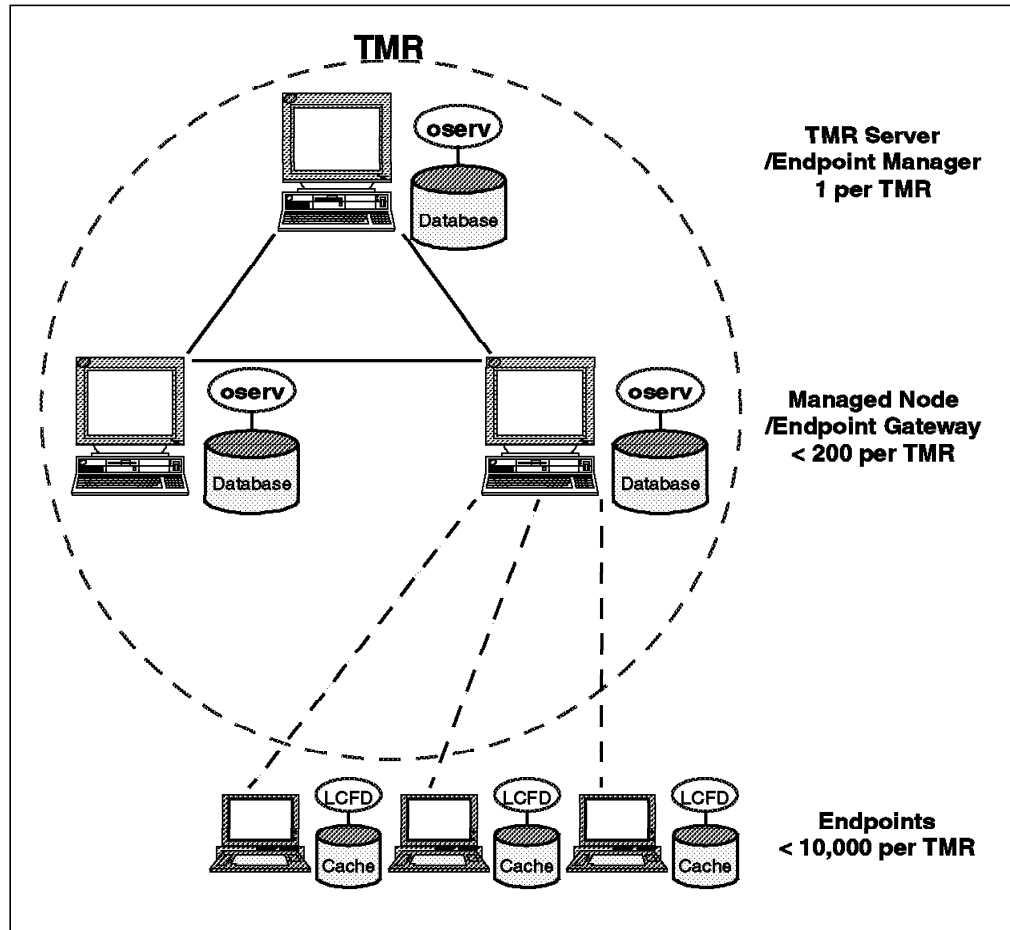 TMR
oserv
Database
TMR Server
/Endpoint Manager
1 per TMR
oserv
Database
oserv
Database
Managed Node
/Endpoint Gateway
< 200 per TMR
LCFD
Cache
LCFD
Cache
LCFD
Cache
Endpoints
< 10,000 per TMR